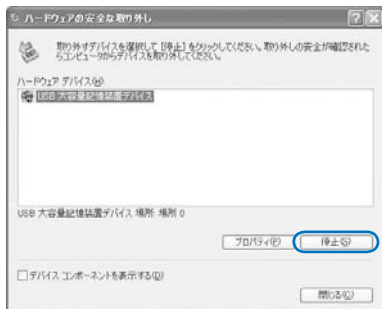 ハードウェアの安全な取り外し
取り外すデバイスを選択して [停止] をクリックしてください。取り外しの安全が確認された
らコンピュータからデバイスを取り外してください。
ハードウェア デバイス(H):
USB 大容量記憶装置デバイス
USB 大容量記憶装置デバイス 場所 場所 0
プロパティ(P)
停止(S)
デバイス コンポーネントを表示する(D)
閉じる(C)